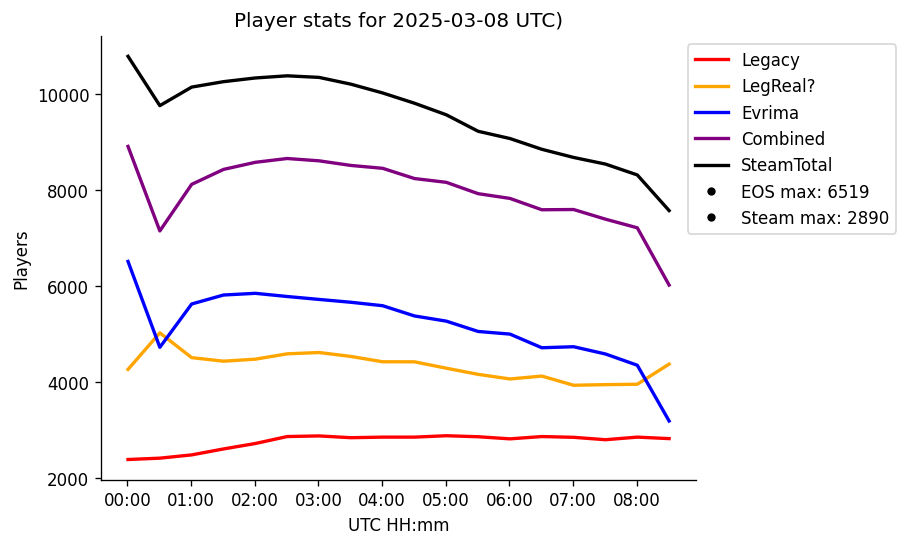 Player stats for 2025-03-08 UTC)
Legacy
LegReal?
Evrima
Combined
SteamTotal
EOS max: 6519
Steam max: 2890
Players
10000
8000
6000
4000
2000
00:00 01:00 02:00 03:00 04:00 05:00 06:00 07:00 08:00
UTC HH:mm